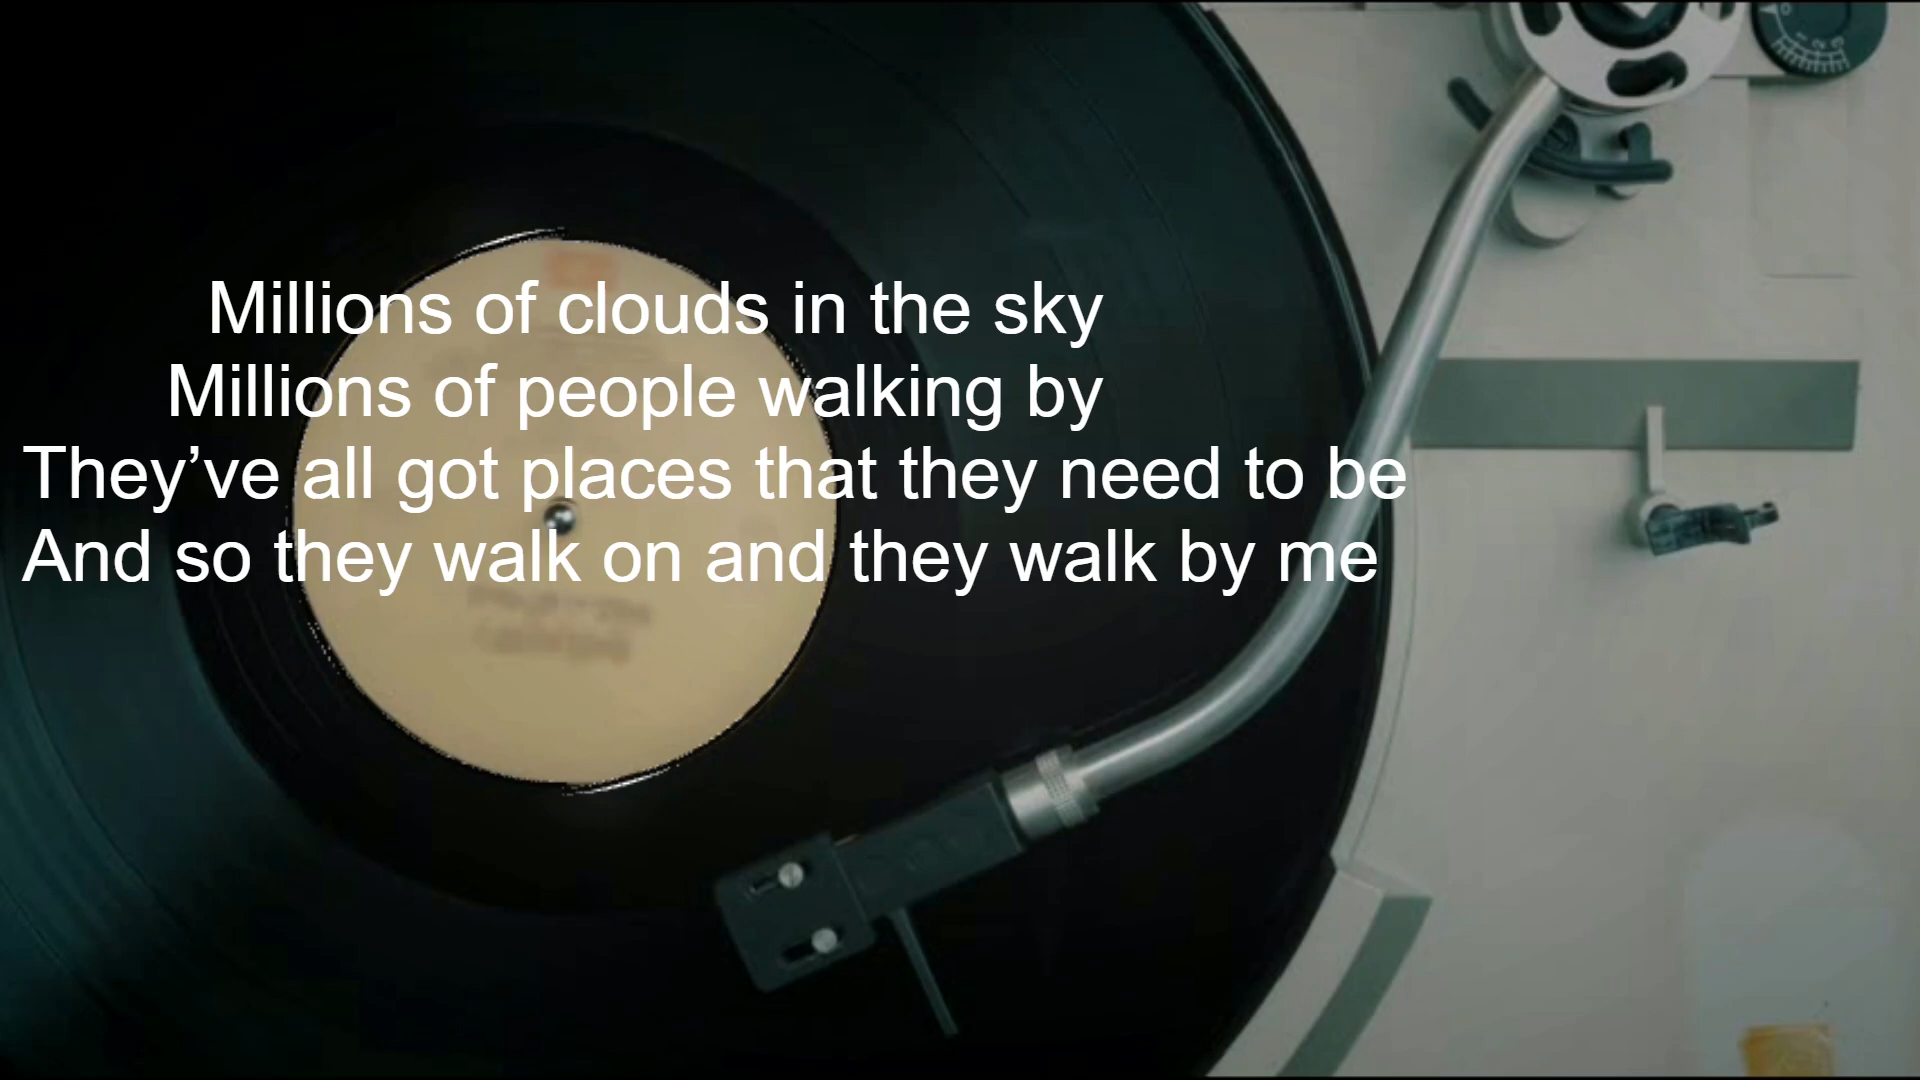 Millions of clouds in the sky
Millions of people walking by
They’ve all got places that they need to be
And so they walk on and they walk by me